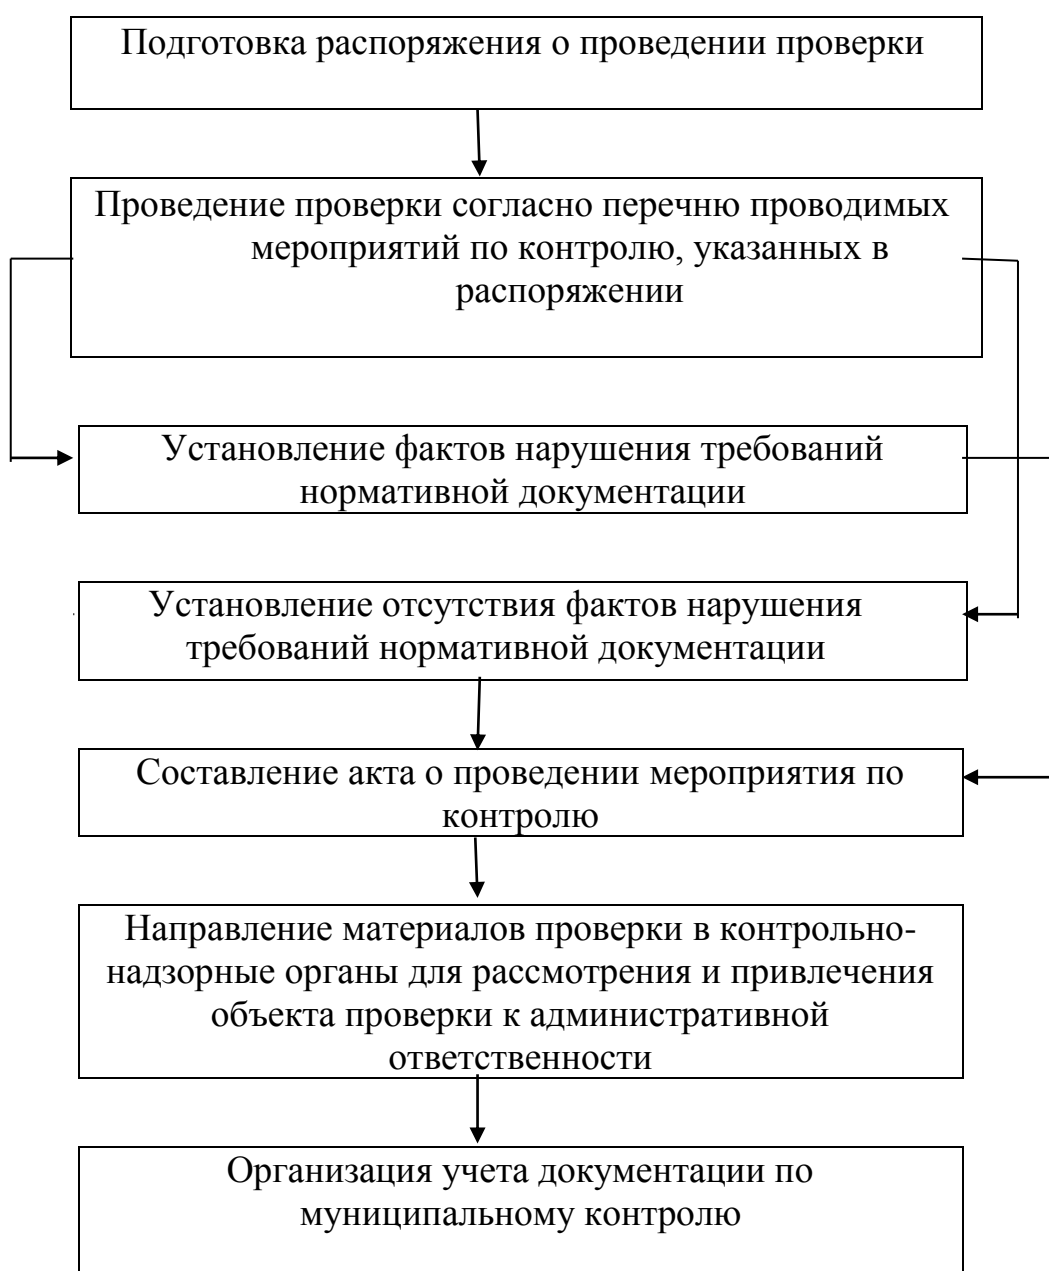 Подготовка распоряжения о проведении проверки
Проведение проверки согласно перечню проводимых
мероприятий по контролю, указанных в
распоряжении
Установление фактов нарушения требований
нормативной документации
Установление отсутствия фактов нарушения
требований нормативной документации
Составление акта о проведении мероприятия по
контролю
Направление материалов проверки в контрольно-
надзорные органы для рассмотрения и привлечения
объекта проверки к административной
ответственности
Организация учета документации по
муниципальному контролю